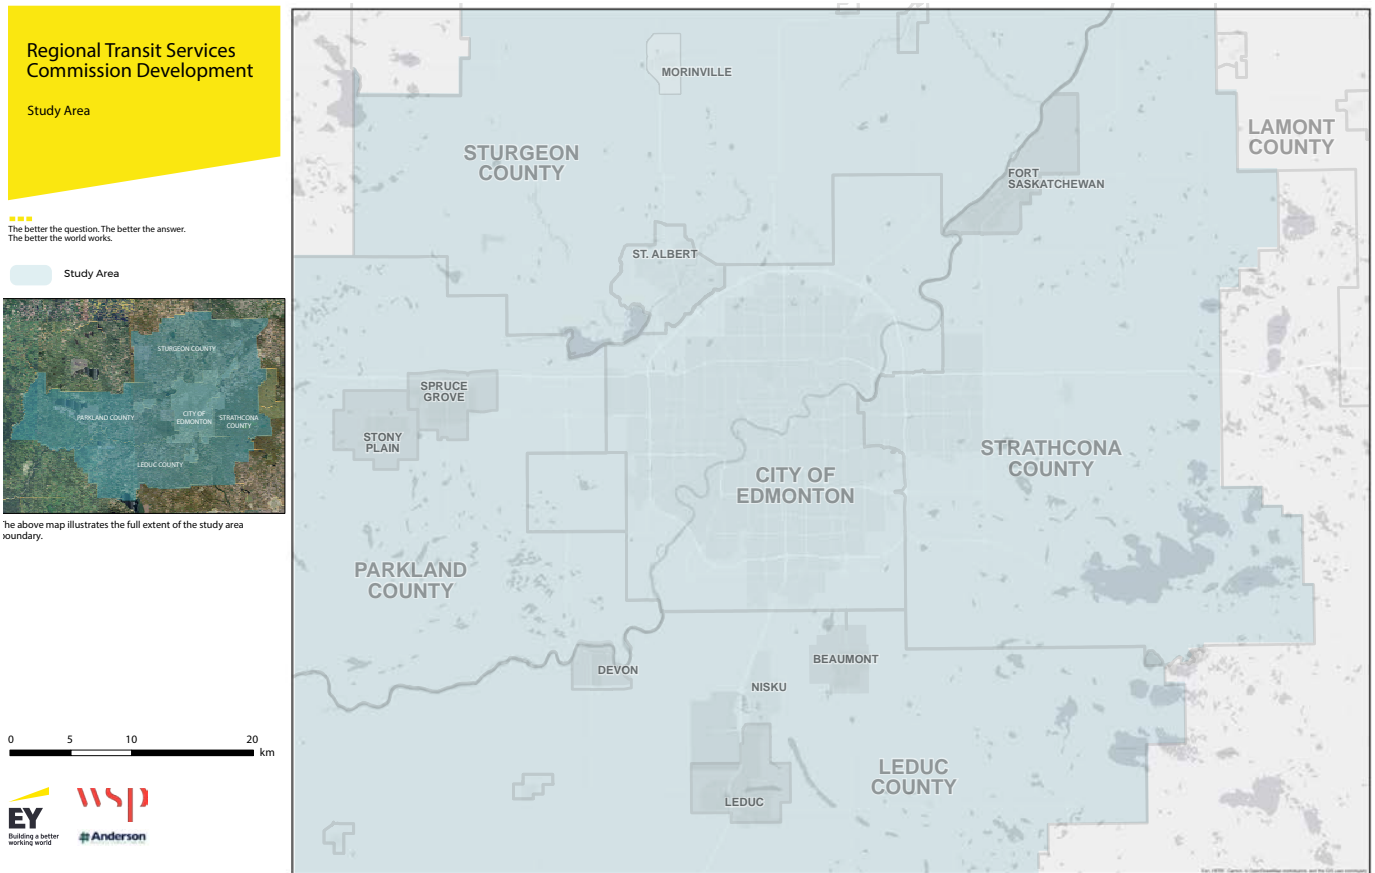 Regional Transit Services
Commission Development
Study Area
The better the question. The better the answer.
The better the world works.
Study Area
STURGEON COUNTY
PARKLAND COUNTY
CITY OF
EDMONTON
STRATHCONA
COUNTY
LEDUC COUNTY
he above map illustrates the full extent of the study area
oundary.
0 5 10 20
km
EY
Building a better
working world
wsp
Anderson
MORINVILLE
STURGEON
COUNTY
LAMONT
COUNTY
FORT
SASKATCHEWAN
ST. ALBERT
SPRUCE
GROVE
STONY
PLAIN
STRATHCONA
COUNTY
CITY OF
EDMONTON
PARKLAND
COUNTY
DEVON
BEAUMONT
NISKU
LEDUC
COUNTY
LEDUC